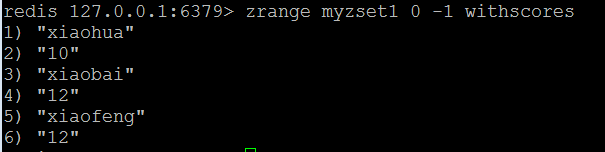 redis 127.0.0.1:6379> zrange myzset1 0 -1 withscores
1) "xiaohua"
2) "10"
3) "xiaobai"
4) "12"
5) "xiaofeng"
6) "12"